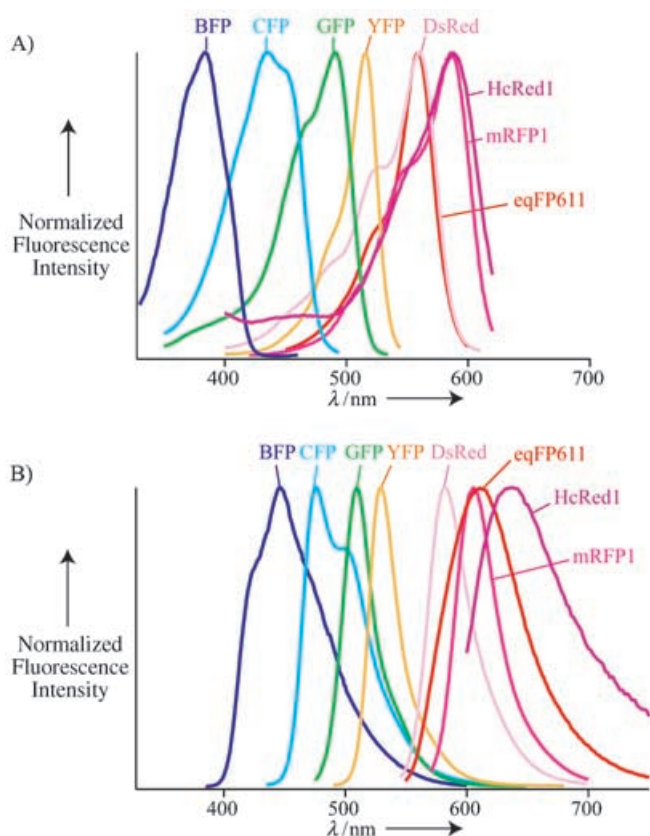 A)
BFP
CFP
GFP
YFP
DsRed
HcRed1
mRFP1
eqFP611
Normalized
Fluorescence
Intensity
400
500
600
700
λ/nm
B)
BFP
CFP
GFP
YFP
DsRed
eqFP611
HcRed1
mRFP1
Normalized
Fluorescence
Intensity
400
500
600
700
λ/nm